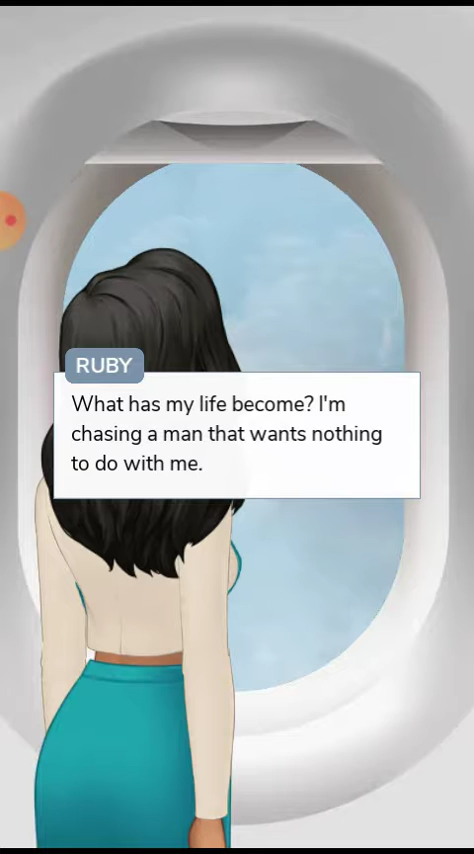 RUBY
What has my life become? I'm
chasing a man that wants nothing
to do with me.